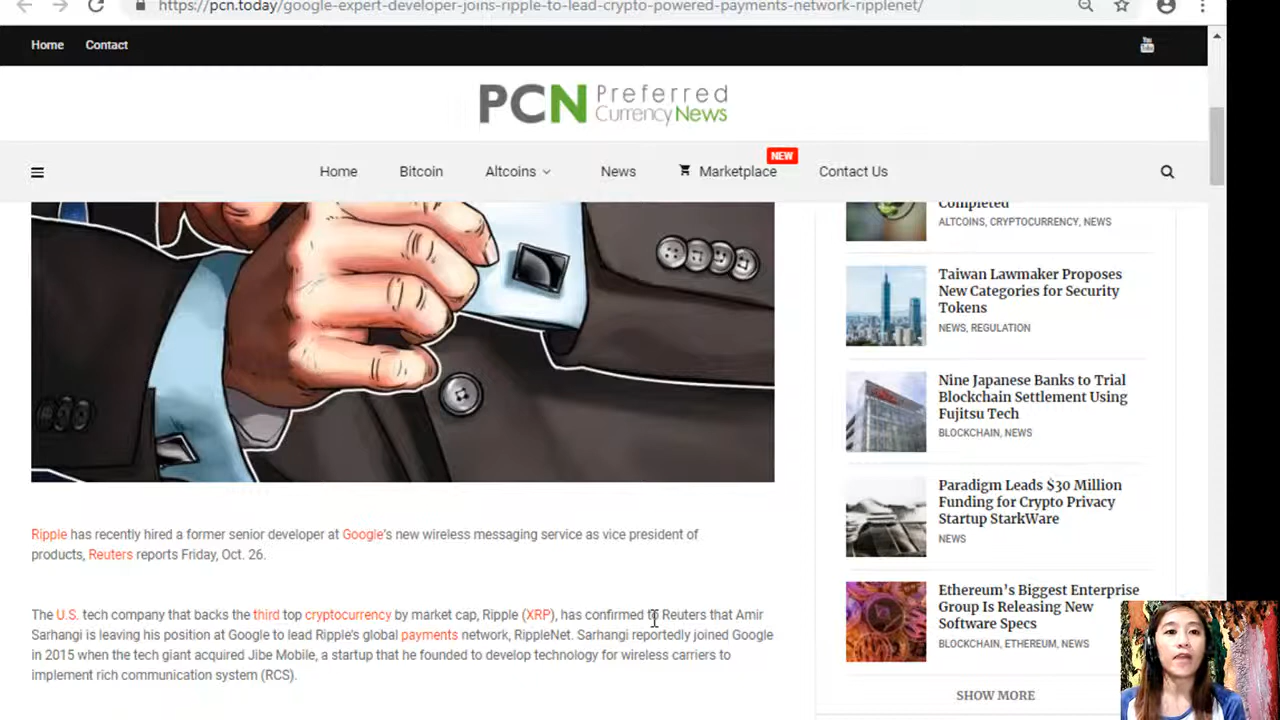 https://pcn.today/google-expert-developer-joins-ripple-to-lead-crypto-powered-payments-network-ripplenet/
Home Contact
You Tube
PCN Preferred Currency News
NEW
Home Bitcoin Altcoins News Marketplace Contact Us
Completed
ALTCOINS, CRYPTOCURRENCY, NEWS
Taiwan Lawmaker Proposes
New Categories for Security
Tokens
NEWS, REGULATION
Nine Japanese Banks to Trial
Blockchain Settlement Using
Fujitsu Tech
BLOCKCHAIN, NEWS
Paradigm Leads $30 Million
Funding for Crypto Privacy
Startup StarkWare
NEWS
Ethereum's Biggest Enterprise
Group Is Releasing New
Software Specs
BLOCKCHAIN, ETHEREUM, NEWS
SHOW MORE
Ripple has recently hired a former senior developer at Google's new wireless messaging service as vice president of
products, Reuters reports Friday, Oct. 26.
The U.S. tech company that backs the third top cryptocurrency by market cap, Ripple (XRP), has confirmed to Reuters that Amir
Sarhangi is leaving his position at Google to lead Ripple's global payments network, RippleNet. Sarhangi reportedly joined Google
in 2015 when the tech giant acquired Jibe Mobile, a startup that he founded to develop technology for wireless carriers to
implement rich communication system (RCS).